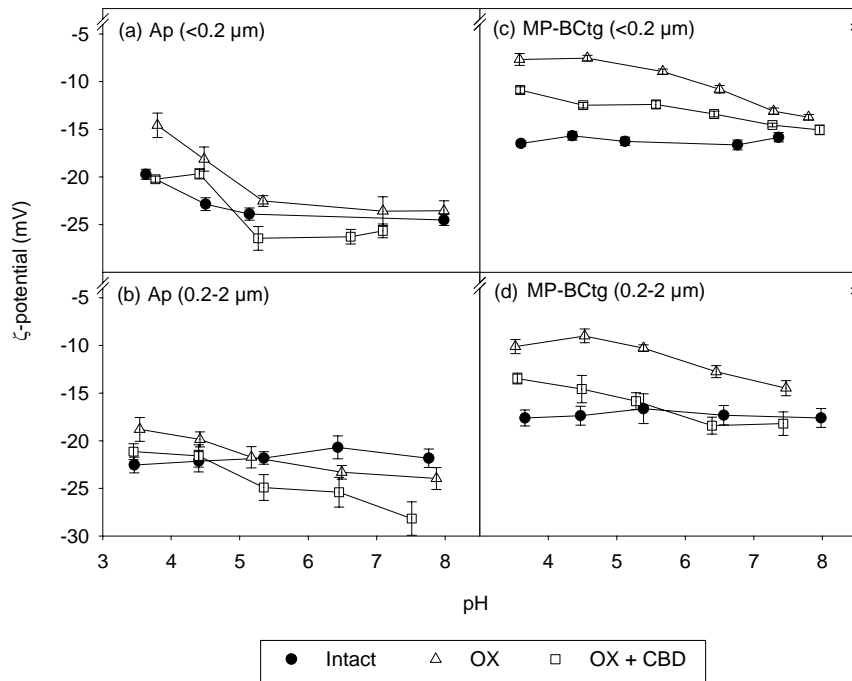 (a) Ap (<0.2 µm)
(c) MP-BCtg (<0.2 µm)
-5
-10
-15
-20
-25
-5
-10
-15
-20
-25
-30
ζ-potential (mV)
(b) Ap (0.2-2 µm)
(d) MP-BCtg (0.2-2 µm)
3 4 5 6 7 8
4 5 6 7 8
pH
Intact OX OX + CBD